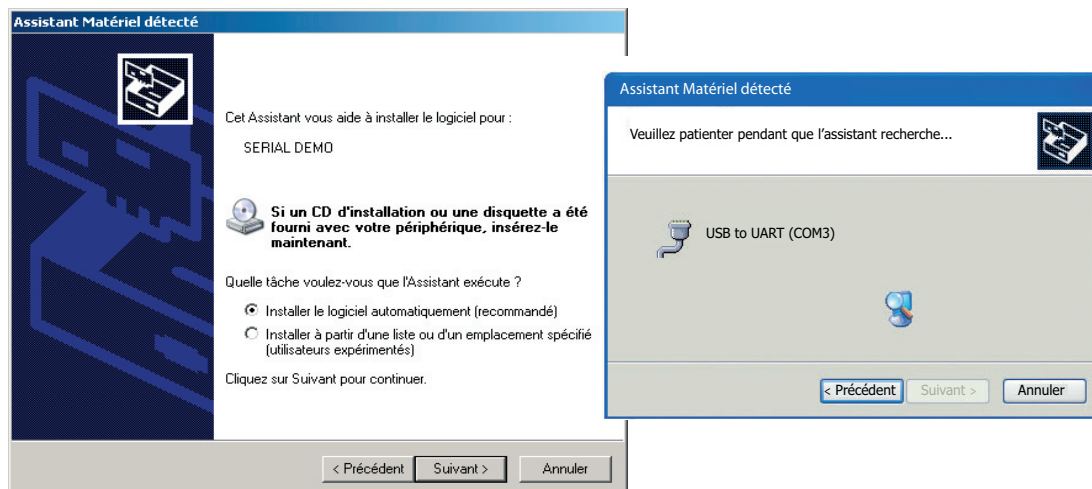 Assistant Matériel détecté
Cet Assistant vous aide à installer le logiciel pour :
SERIAL DEMO
Si un CD d'installation ou une disquette a été
fourni avec votre périphérique, insérez-le
maintenant.
Quelle tâche voulez-vous que l'Assistant exécute ?
Installer le logiciel automatiquement (recommandé)
Installer à partir d'une liste ou d'un emplacement spécifié
(utilisateurs expérimentés)
Cliquez sur Suivant pour continuer.
< Précédent Suivant > Annuler
Assistant Matériel détecté
Veuillez patienter pendant que l’assistant recherche...
USB to UART (COM3)
< Précédent Suivant > Annuler